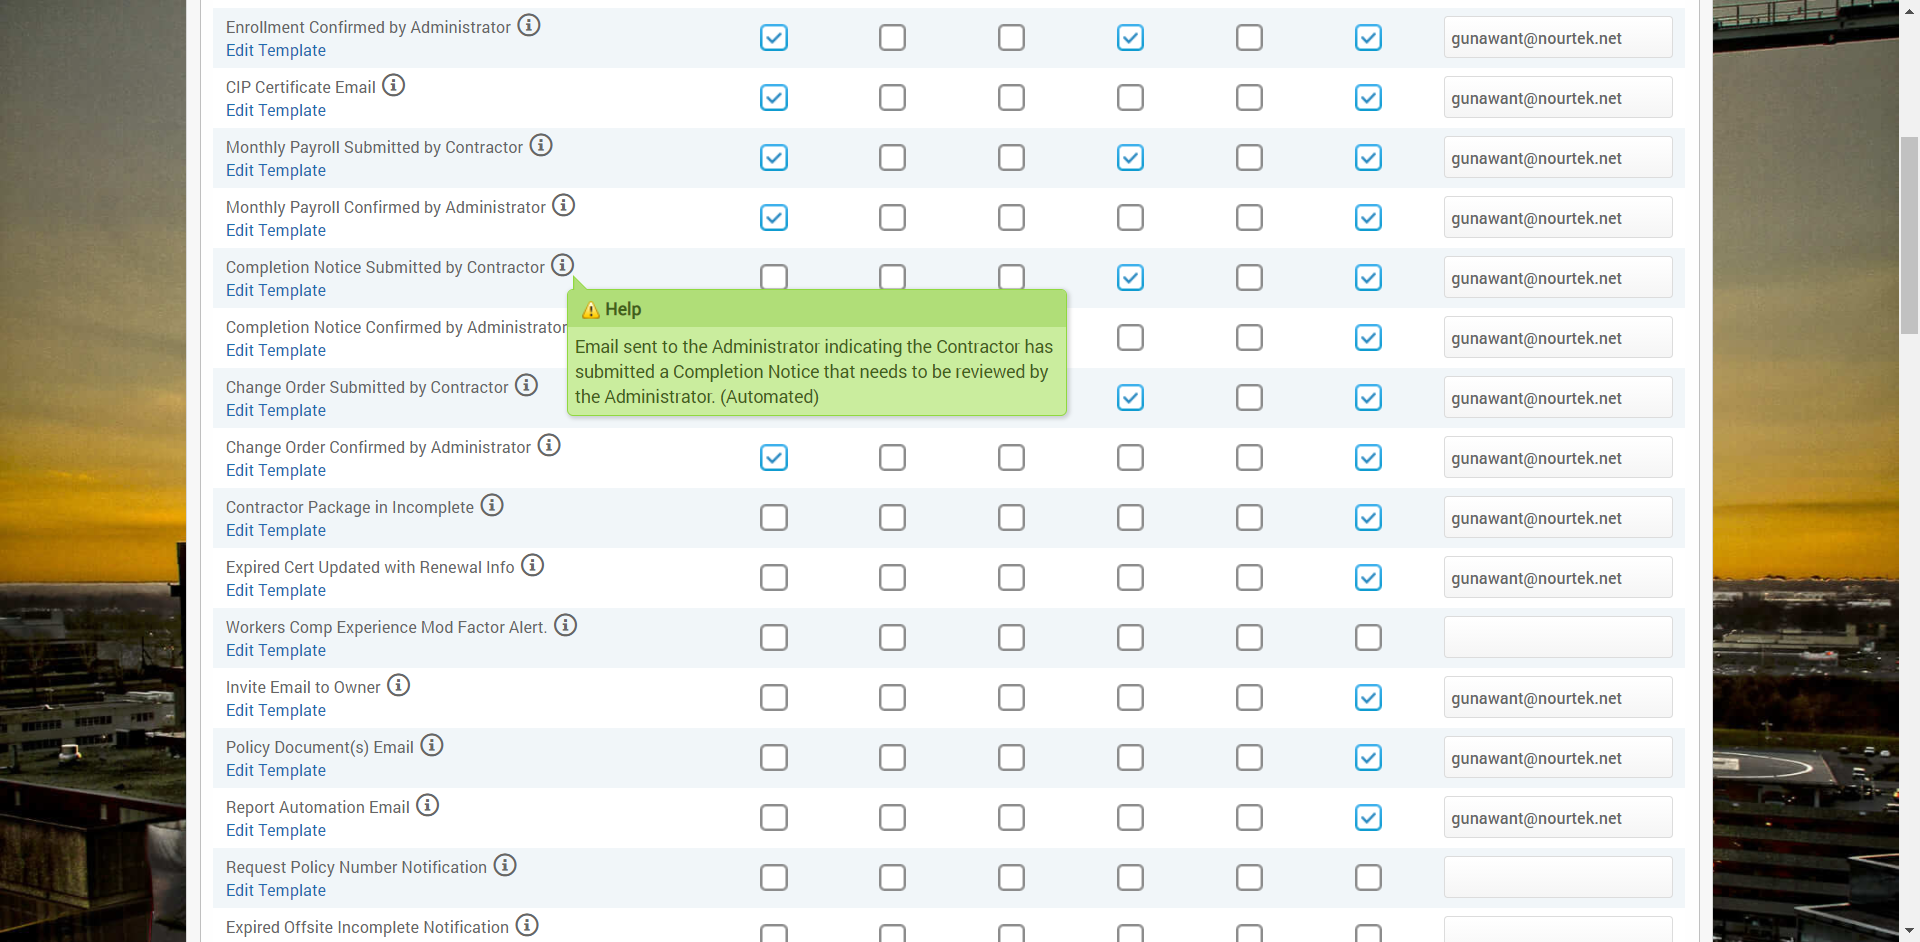 Enrollment Confirmed by Administrator
Edit Template
gunawant@nourtek.net
CIP Certificate Email
Edit Template
gunawant@nourtek.net
Monthly Payroll Submitted by Contractor
Edit Template
gunawant@nourtek.net
Monthly Payroll Confirmed by Administrator
Edit Template
gunawant@nourtek.net
Completion Notice Submitted by Contractor
Edit Template
gunawant@nourtek.net
Help
Email sent to the Administrator indicating the Contractor has
submitted a Completion Notice that needs to be reviewed by
the Administrator. (Automated)
Completion Notice Confirmed by Administrator
Edit Template
gunawant@nourtek.net
Change Order Submitted by Contractor
Edit Template
gunawant@nourtek.net
Change Order Confirmed by Administrator
Edit Template
gunawant@nourtek.net
Contractor Package in Incomplete
Edit Template
gunawant@nourtek.net
Expired Cert Updated with Renewal Info
Edit Template
gunawant@nourtek.net
Workers Comp Experience Mod Factor Alert.
Edit Template
Invite Email to Owner
Edit Template
gunawant@nourtek.net
Policy Document(s) Email
Edit Template
gunawant@nourtek.net
Report Automation Email
Edit Template
gunawant@nourtek.net
Request Policy Number Notification
Edit Template
Expired Offsite Incomplete Notification